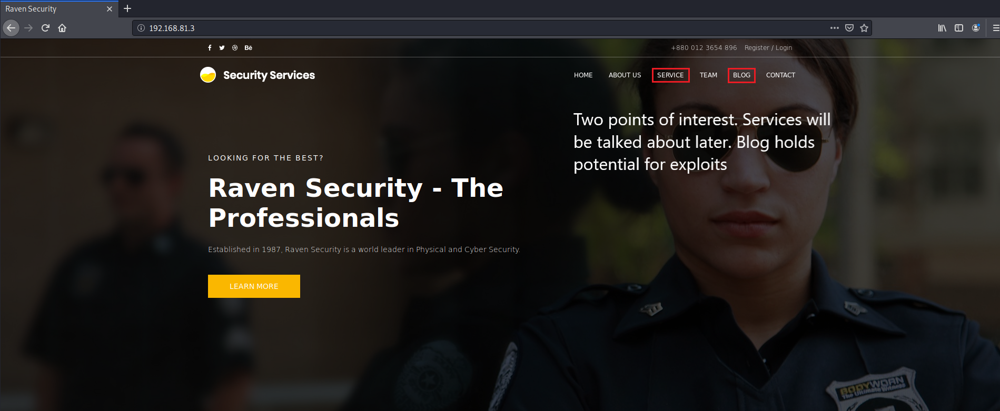 Raven Security
192.168.81.3
Bē
+880 012 3654 896 Register / Login
Security Services
HOME ABOUT US SERVICE TEAM BLOG CONTACT
Two points of interest. Services will
be talked about later. Blog holds
potential for exploits
LOOKING FOR THE BEST?
Raven Security - The
Professionals
Established in 1987, Raven Security is a world leader in Physical and Cyber Security.
LEARN MORE
BODYWORN
The Ultimate Witness